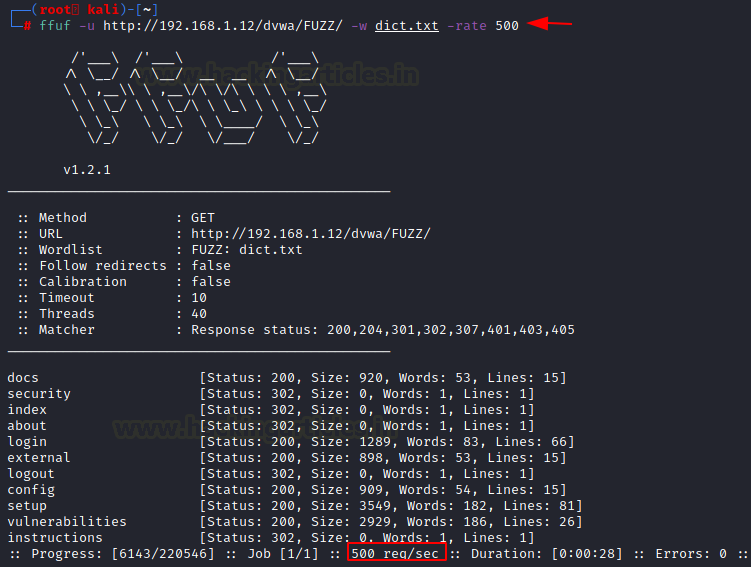 ┌──(root kali)-[~]
└─# ffuf -u http://192.168.1.12/dvwa/FUZZ/ -w dict.txt -rate 500
www.hackingarticles.in
v1.2.1
:: Method : GET
:: URL : http://192.168.1.12/dvwa/FUZZ/
:: Wordlist : FUZZ: dict.txt
:: Follow redirects : false
:: Calibration : false
:: Timeout : 10
:: Threads : 40
:: Matcher : Response status: 200,204,301,302,307,401,403,405
docs [Status: 200, Size: 920, Words: 53, Lines: 15]
security [Status: 302, Size: 0, Words: 1, Lines: 1]
index [Status: 302, Size: 0, Words: 1, Lines: 1]
about [Status: 302, Size: 0, Words: 1, Lines: 1]
www.hackingarticles.in
login [Status: 200, Size: 1289, Words: 83, Lines: 66]
external [Status: 200, Size: 898, Words: 53, Lines: 15]
logout [Status: 302, Size: 0, Words: 1, Lines: 1]
config [Status: 200, Size: 909, Words: 54, Lines: 15]
setup [Status: 200, Size: 3549, Words: 182, Lines: 81]
vulnerabilities [Status: 200, Size: 2929, Words: 186, Lines: 26]
instructions [Status: 302, Size: 0, Words: 1, Lines: 1]
:: Progress: [6143/220546] :: Job [1/1] :: 500 req/sec :: Duration: [0:00:28] :: Errors: 0 ::